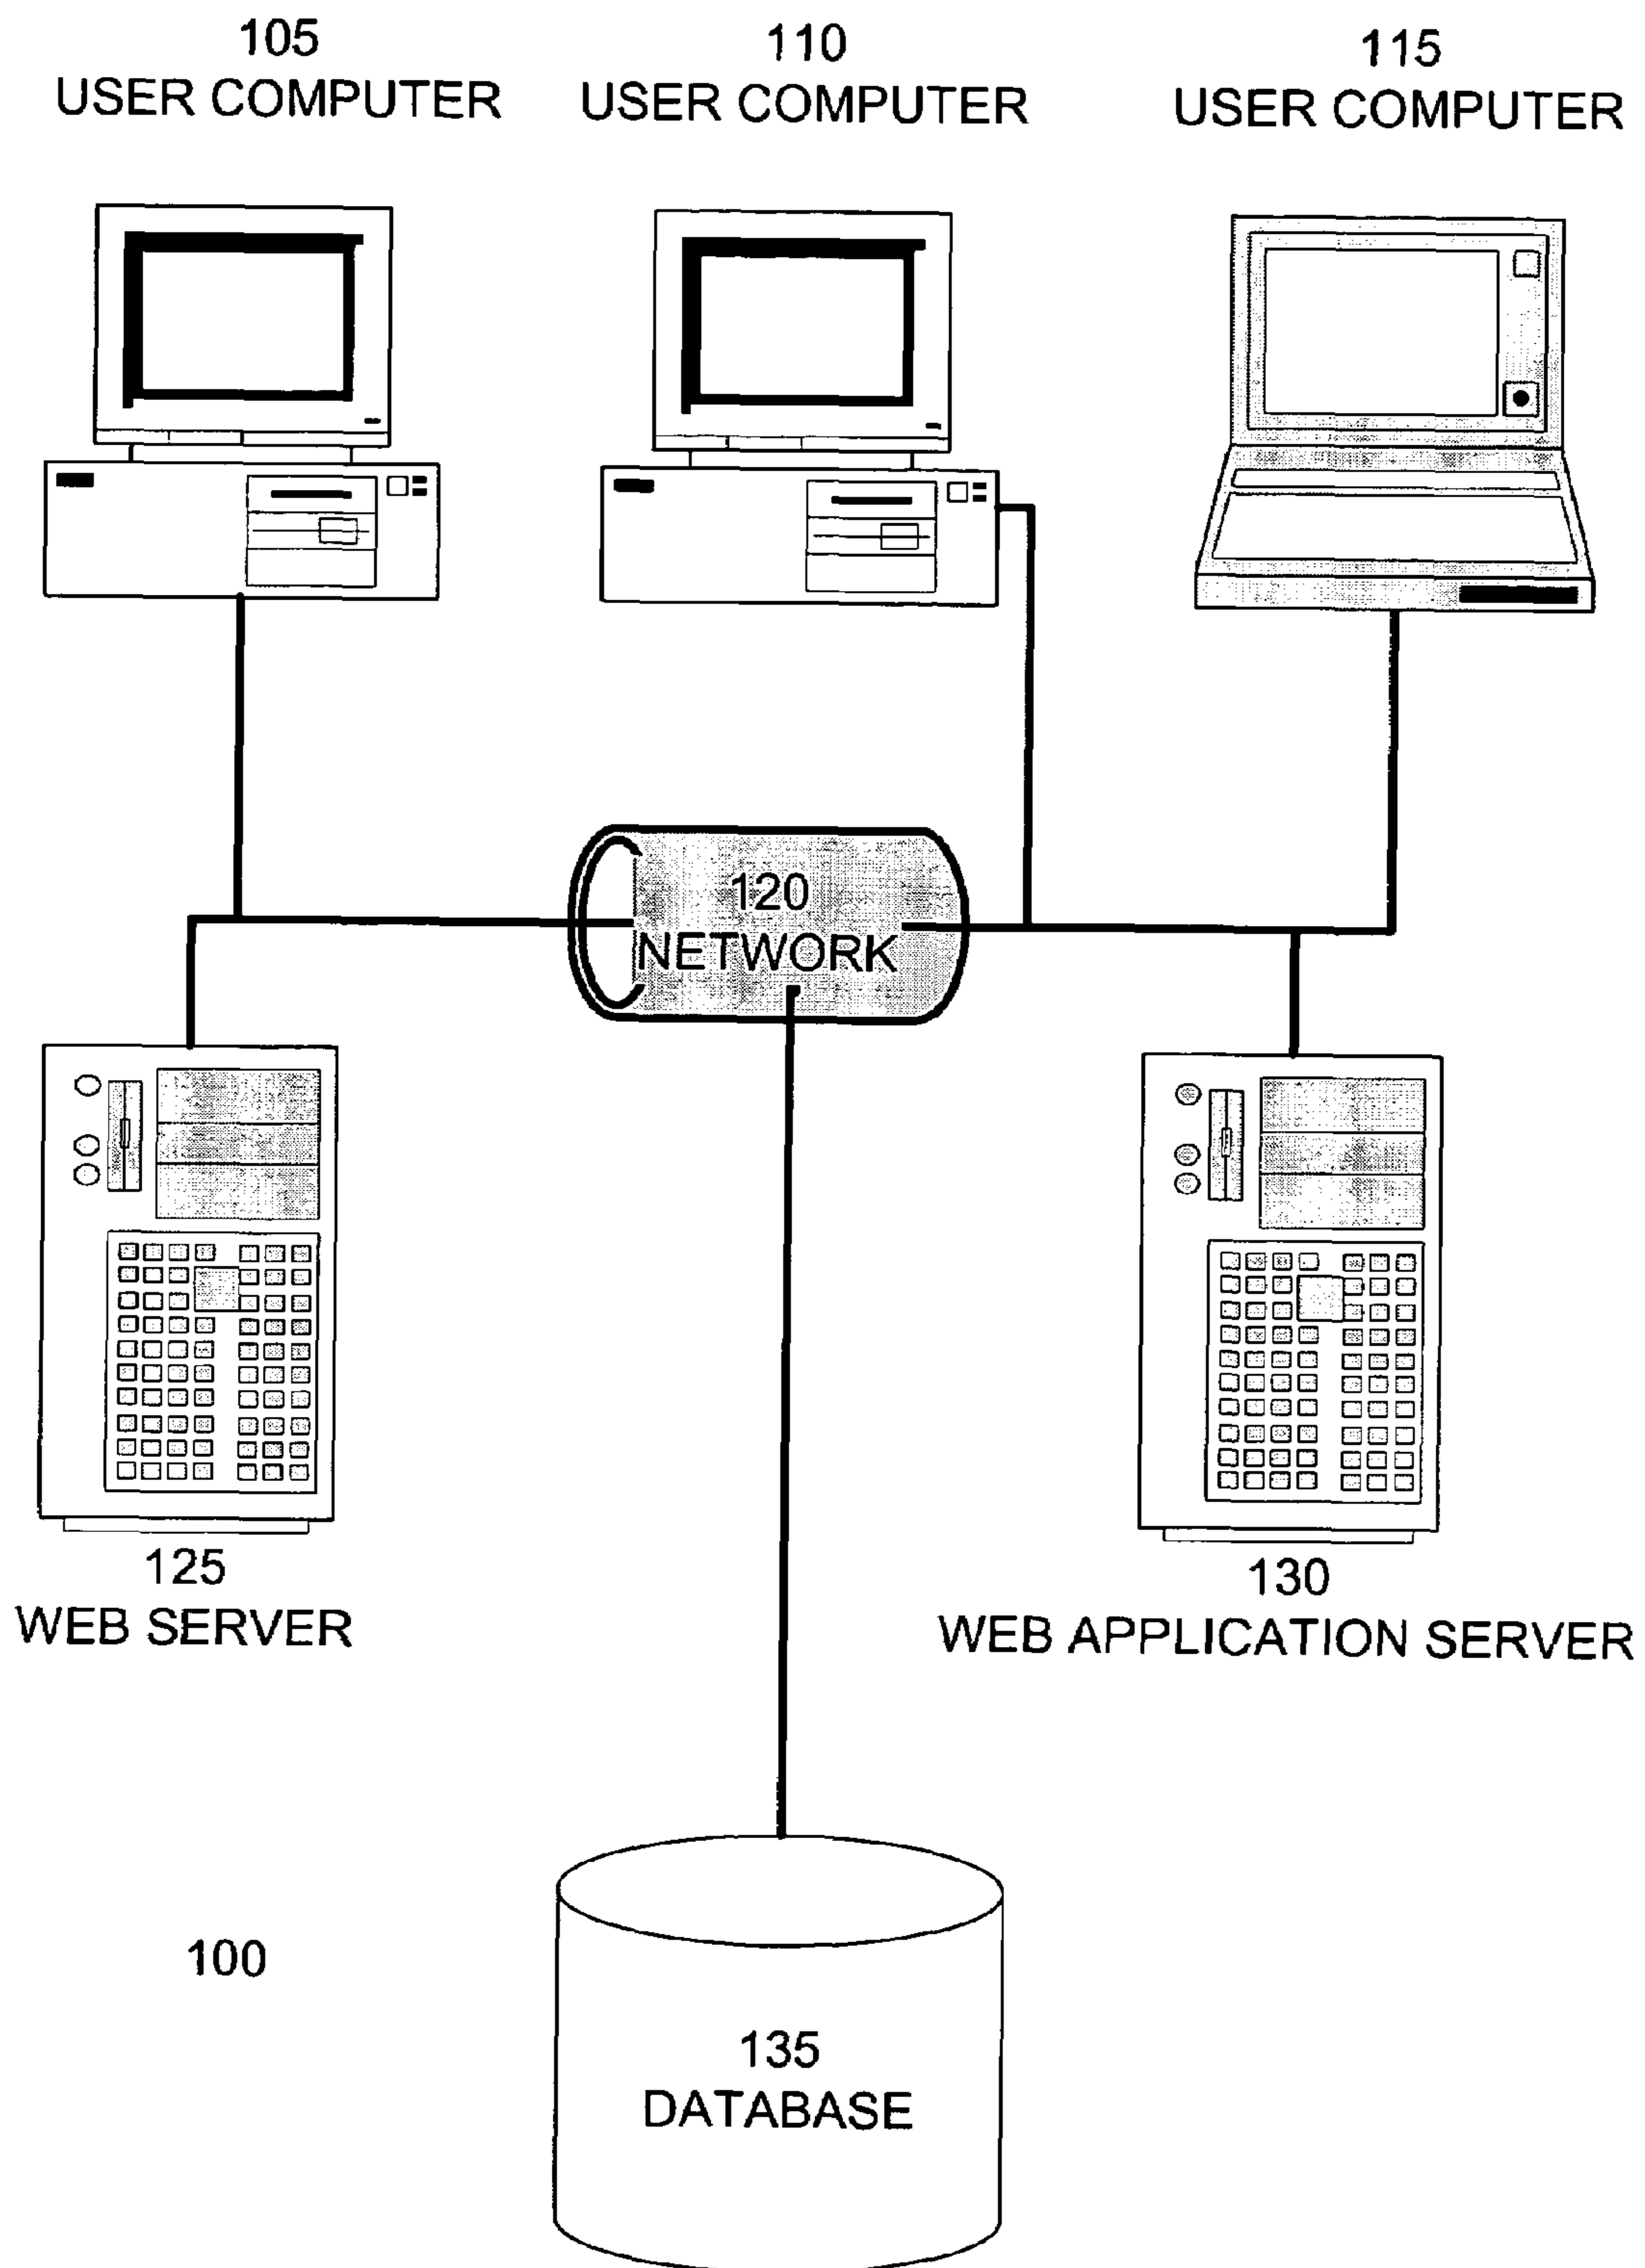 105
USER COMPUTER
110
USER COMPUTER
115
USER COMPUTER
120
NETWORK
125
WEB SERVER
130
WEB APPLICATION SERVER
100
135
DATABASE